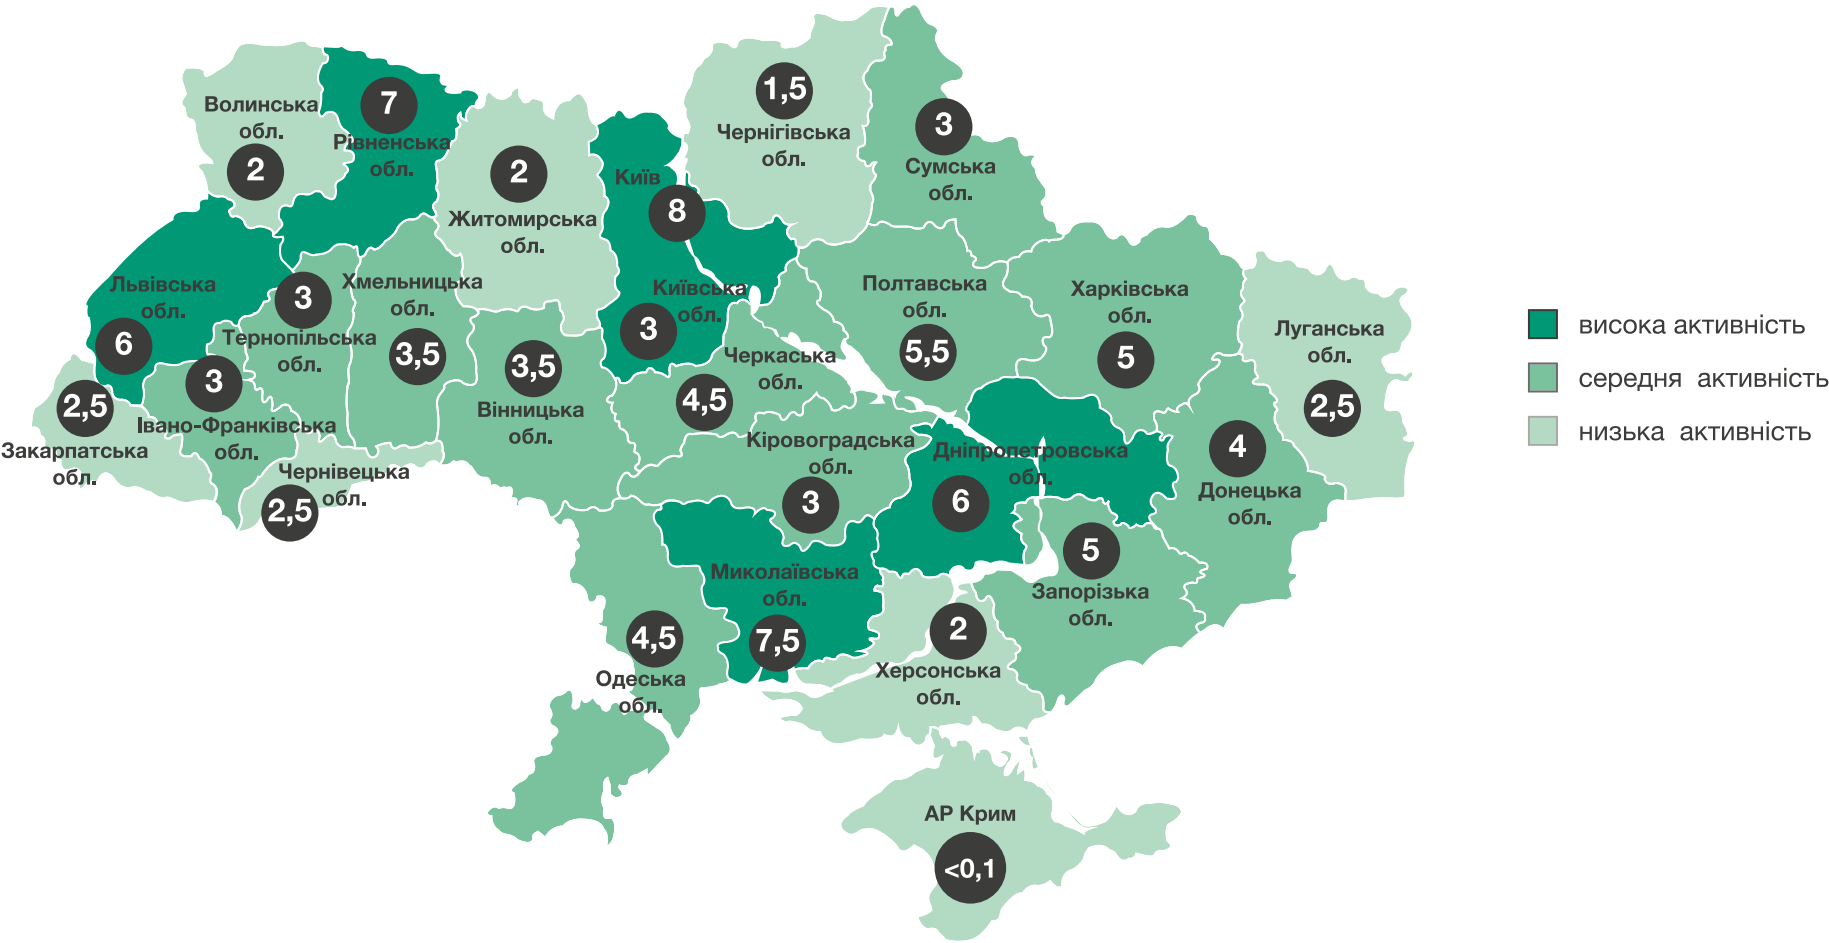 Волинська
обл.
2
7
Рівненська
обл.
2
Житомирська
обл.
Київ
8
Київська
обл.
3
1,5
Чернігівська
обл.
3
Сумська
обл.
Львівська
обл.
6
3
Тернопільська
обл.
Хмельницька
обл.
3,5
3,5
Вінницька
обл.
Черкаська
обл.
4,5
Полтавська
обл.
5,5
Харківська
обл.
5
Луганська
обл.
2,5
2,5
Закарпатська
обл.
3
Івано-Франківська
обл.
Чернівецька
обл.
2,5
Кіровоградська
обл.
3
Дніпропетровська
обл.
6
4
Донецька
обл.
5
Запорізька
обл.
Миколаївська
обл.
7,5
4,5
Одеська
обл.
2
Херсонська
обл.
АР Крим
<0,1
висока активність
середня активність
низька активність